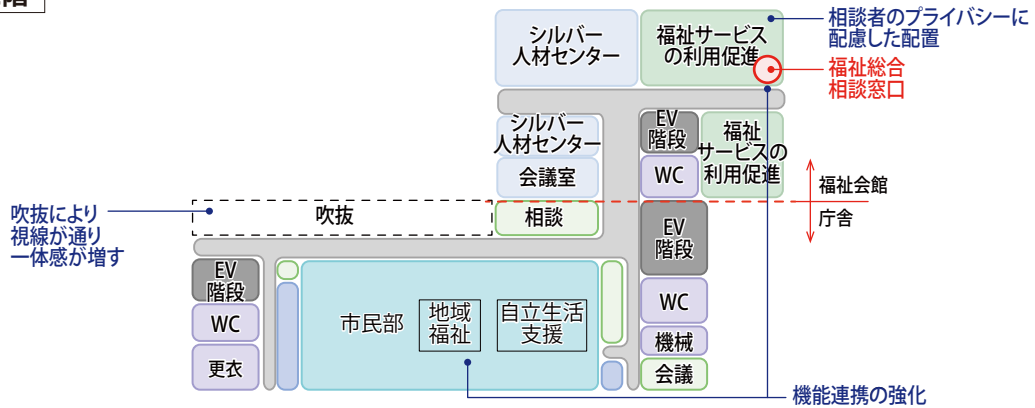 階
シルバー
人材センター
福祉サービス
の利用促進
相談者のプライバシーに
配慮した配置
福祉総合
相談窓口
シルバー
人材センター
EV
階段
福祉
サービスの
利用促進
会議室
WC
福祉会館
庁舎
吹抜により
視線が通り
一体感が増す
吹抜
相談
EV
階段
EV
階段
WC
更衣
市民部
地域
福祉
自立生活
支援
WC
機械
会議
機能連携の強化